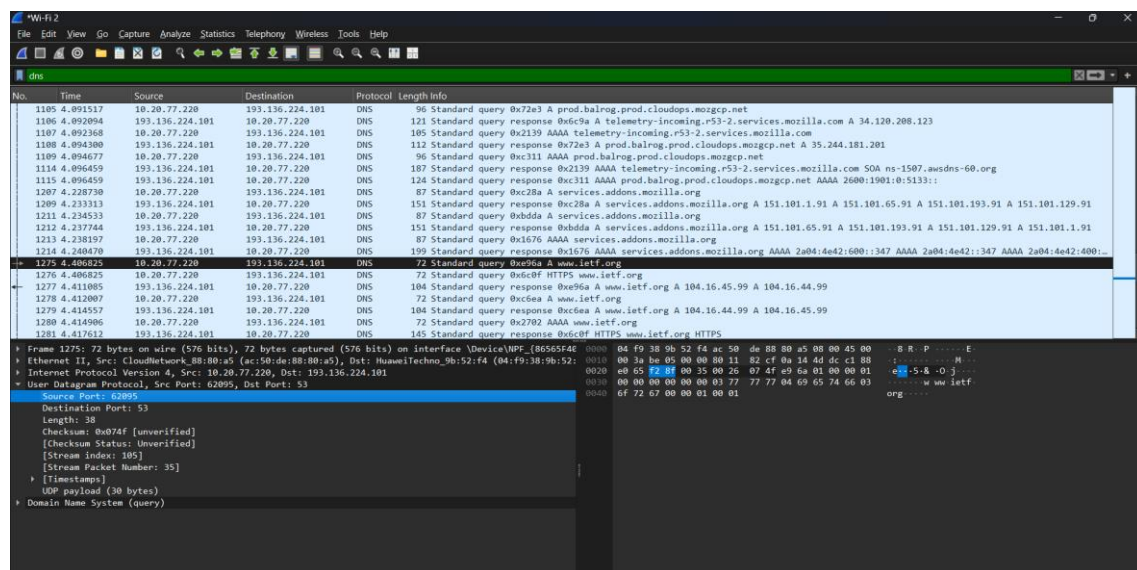 *Wi-Fi 2
File Edit View Go Capture Analyze Statistics Telephony Wireless Tools Help
dns
No. Time Source Destination Protocol Length Info
1105 4.091517 10.20.77.220 193.136.224.101 DNS 96 Standard query 0x72e3 A prod.balrog.prod.cloudops.mozgcp.net
1106 4.092094 193.136.224.101 10.20.77.220 DNS 121 Standard query response 0x6c9a A telemetry-incoming.r53-2.services.mozilla.com A 34.120.208.123
1107 4.092368 10.20.77.220 193.136.224.101 DNS 105 Standard query 0x2139 AAAA telemetry-incoming.r53-2.services.mozilla.com
1108 4.094300 193.136.224.101 10.20.77.220 DNS 112 Standard query response 0x72e3 A prod.balrog.prod.cloudops.mozgcp.net A 35.244.181.201
1109 4.094677 10.20.77.220 193.136.224.101 DNS 96 Standard query 0xc311 AAAA prod.balrog.prod.cloudops.mozgcp.net
1114 4.096459 193.136.224.101 10.20.77.220 DNS 187 Standard query response 0x2139 AAAA telemetry-incoming.r53-2.services.mozilla.com SOA ns-1507.awsdns-60.org
1115 4.096459 193.136.224.101 10.20.77.220 DNS 124 Standard query response 0xc311 AAAA prod.balrog.prod.cloudops.mozgcp.net AAAA 2600:1901:0:5133::
1207 4.228730 10.20.77.220 193.136.224.101 DNS 87 Standard query 0xc28a A services.addons.mozilla.org
1209 4.233313 193.136.224.101 10.20.77.220 DNS 151 Standard query response 0xc28a A services.addons.mozilla.org A 151.101.1.91 A 151.101.65.91 A 151.101.193.91 A 151.101.129.91
1211 4.234533 10.20.77.220 193.136.224.101 DNS 87 Standard query 0xbdda A services.addons.mozilla.org
1212 4.237744 193.136.224.101 10.20.77.220 DNS 151 Standard query response 0xbdda A services.addons.mozilla.org A 151.101.65.91 A 151.101.193.91 A 151.101.129.91 A 151.101.1.91
1213 4.238197 10.20.77.220 193.136.224.101 DNS 87 Standard query 0x1676 AAAA services.addons.mozilla.org
1214 4.240470 193.136.224.101 10.20.77.220 DNS 199 Standard query response 0x1676 AAAA services.addons.mozilla.org AAAA 2a04:4e42:600::347 AAAA 2a04:4e42::347 AAAA 2a04:4e42:400:…
1275 4.406825 10.20.77.220 193.136.224.101 DNS 72 Standard query 0xe96a A www.ietf.org
1276 4.406825 10.20.77.220 193.136.224.101 DNS 72 Standard query 0x6c0f HTTPS www.ietf.org
1277 4.411085 193.136.224.101 10.20.77.220 DNS 104 Standard query response 0xe96a A www.ietf.org A 104.16.45.99 A 104.16.44.99
1278 4.412007 10.20.77.220 193.136.224.101 DNS 72 Standard query 0xc6ea A www.ietf.org
1279 4.414557 193.136.224.101 10.20.77.220 DNS 104 Standard query response 0xc6ea A www.ietf.org A 104.16.44.99 A 104.16.45.99
1280 4.414906 10.20.77.220 193.136.224.101 DNS 72 Standard query 0x2702 AAAA www.ietf.org
1281 4.417612 193.136.224.101 10.20.77.220 DNS 145 Standard query response 0x6c0f HTTPS www.ietf.org HTTPS
Frame 1275: 72 bytes on wire (576 bits), 72 bytes captured (576 bits) on interface \Device\NPF_{86565F4E
Ethernet II, Src: CloudNetwork_88:80:a5 (ac:50:de:88:80:a5), Dst: HuaweiTechno_9b:52:f4 (04:f9:38:9b:52:
Internet Protocol Version 4, Src: 10.20.77.220, Dst: 193.136.224.101
User Datagram Protocol, Src Port: 62095, Dst Port: 53
Source Port: 62095
Destination Port: 53
Length: 38
Checksum: 0x074f [unverified]
[Checksum Status: Unverified]
[Stream index: 105]
[Stream Packet Number: 35]
[Timestamps]
UDP payload (30 bytes)
Domain Name System (query)
0000 04 f9 38 9b 52 f4 ac 50 de 88 80 a5 08 00 45 00 ··8·R··P ······E·
0010 00 3a be 05 00 00 80 11 82 cf 0a 14 4d dc c1 88 ·:······ ····M···
0020 e0 65 f2 8f 00 35 00 26 07 4f e9 6a 01 00 00 01 ·e···5·& ·O·j····
0030 00 00 00 00 00 00 03 77 77 77 04 69 65 74 66 03 ·······w ww·ietf·
0040 6f 72 67 00 00 01 00 01 org·····